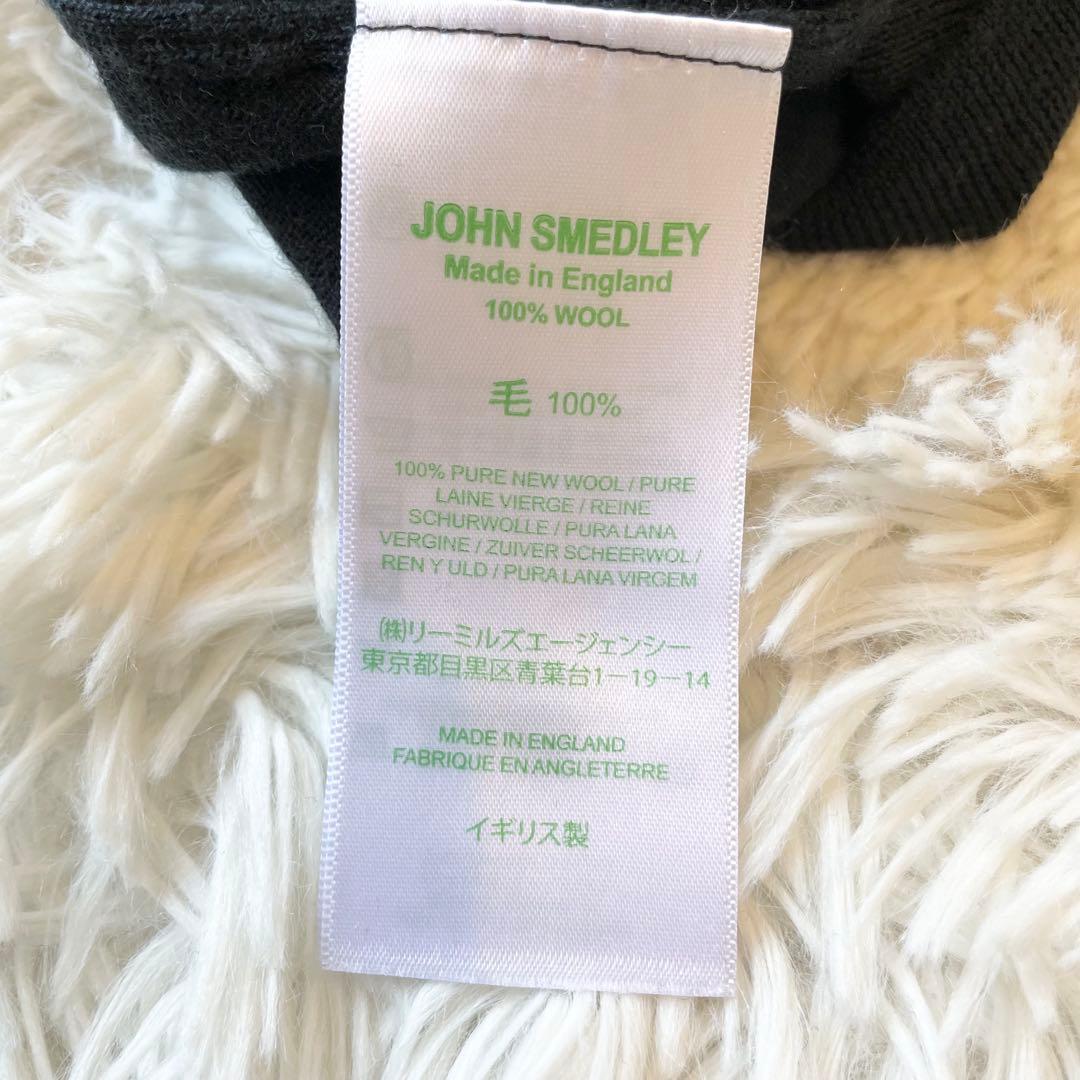 JOHN SMEDLEY
Made in England
100% WOOL
毛 100%
100% PURE NEW WOOL / PURE
LAINE VIERGE / REINE
SCHURWOLLE / PURA LANA
VERGINE / ZUIVER SCHEERWOL /
REN Y ULD / PURA LANA VIRGEM
㈱リーミルズエージェンシー
東京都目黒区青葉台1-19-14
MADE IN ENGLAND
FABRIQUE EN ANGLETERRE
イギリス製